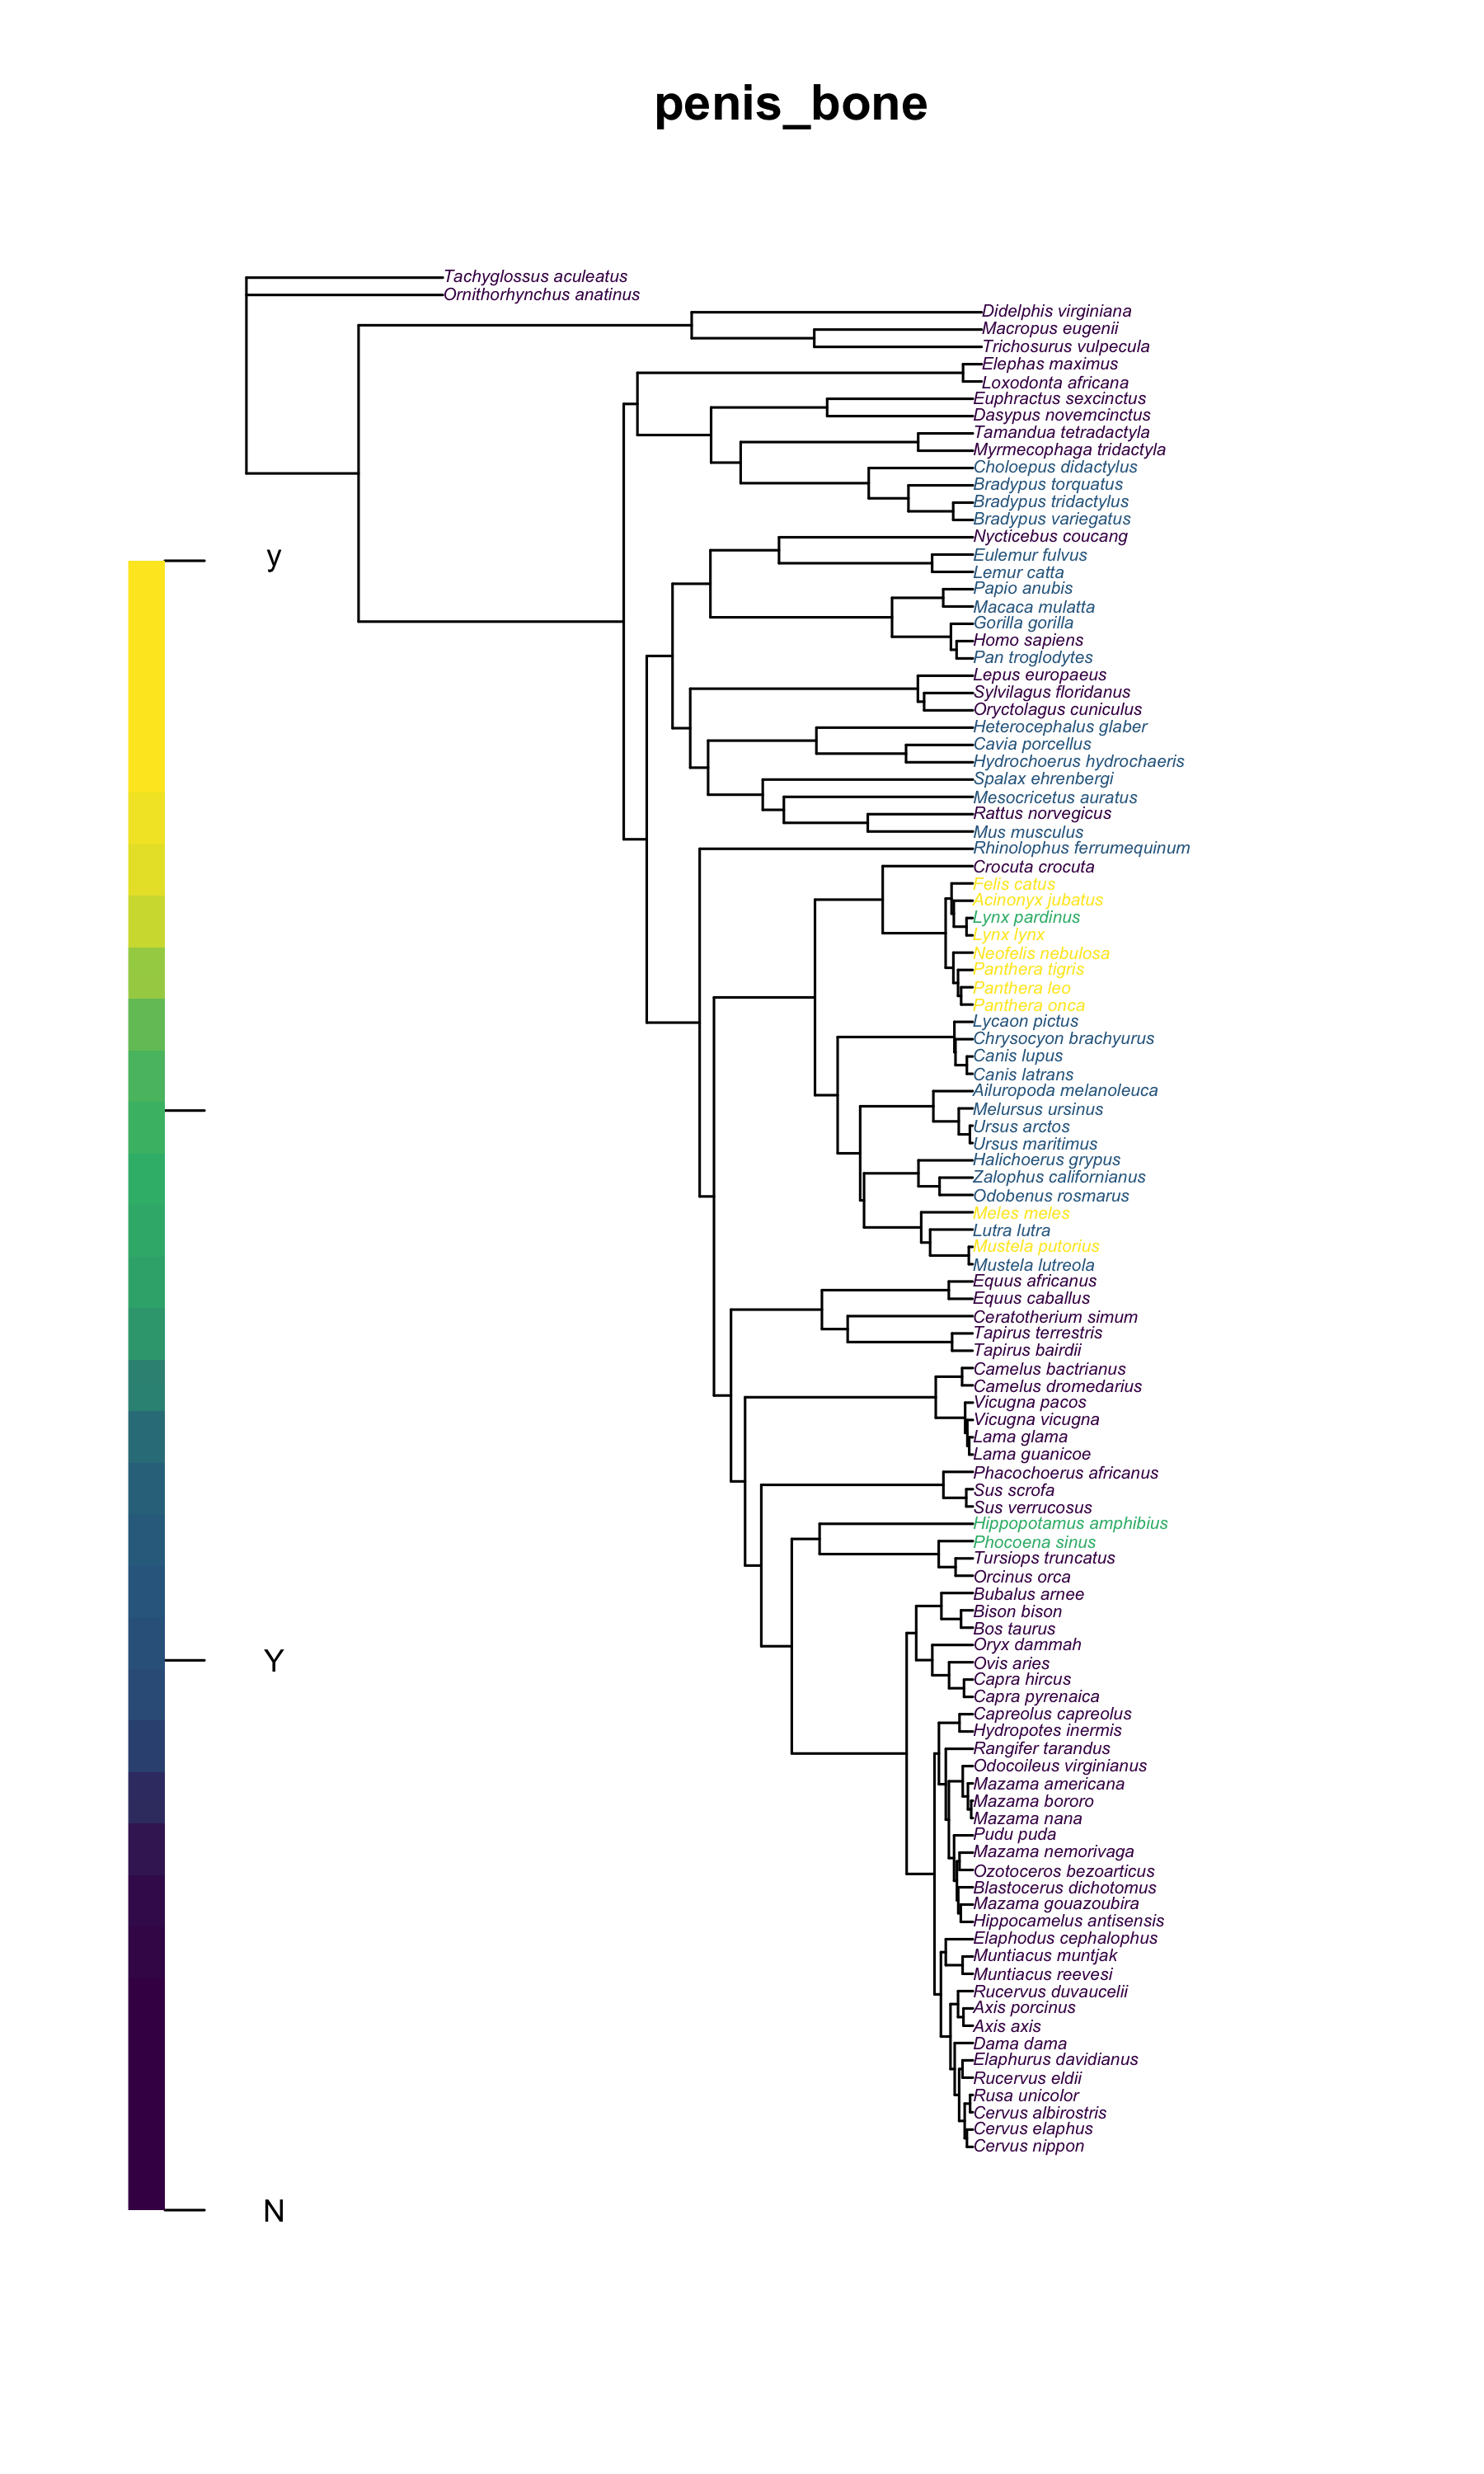 penis_bone
Tachyglossus aculeatus
Ornithorhynchus anatinus
Didelphis virginiana
Macropus eugenii
Trichosurus vulpecula
Elephas maximus
Loxodonta africana
Euphractus sexcinctus
Dasypus novemcinctus
Tamandua tetradactyla
Myrmecophaga tridactyla
Choloepus didactylus
Bradypus torquatus
Bradypus tridactylus
Bradypus variegatus
Nycticebus coucang
Eulemur fulvus
Lemur catta
Papio anubis
Macaca mulatta
Gorilla gorilla
Homo sapiens
Pan troglodytes
Lepus europaeus
Sylvilagus floridanus
Oryctolagus cuniculus
Heterocephalus glaber
Cavia porcellus
Hydrochoerus hydrochaeris
Spalax ehrenbergi
Mesocricetus auratus
Rattus norvegicus
Mus musculus
Rhinolophus ferrumequinum
Crocuta crocuta
Felis catus
Acinonyx jubatus
Lynx pardinus
Lynx lynx
Neofelis nebulosa
Panthera tigris
Panthera leo
Panthera onca
Lycaon pictus
Chrysocyon brachyurus
Canis lupus
Canis latrans
Ailuropoda melanoleuca
Melursus ursinus
Ursus arctos
Ursus maritimus
Halichoerus grypus
Zalophus californianus
Odobenus rosmarus
Meles meles
Lutra lutra
Mustela putorius
Mustela lutreola
Equus africanus
Equus caballus
Ceratotherium simum
Tapirus terrestris
Tapirus bairdii
Camelus bactrianus
Camelus dromedarius
Vicugna pacos
Vicugna vicugna
Lama glama
Lama guanicoe
Phacochoerus africanus
Sus scrofa
Sus verrucosus
Hippopotamus amphibius
Phocoena sinus
Tursiops truncatus
Orcinus orca
Bubalus arnee
Bison bison
Bos taurus
Oryx dammah
Ovis aries
Capra hircus
Capra pyrenaica
Capreolus capreolus
Hydropotes inermis
Rangifer tarandus
Odocoileus virginianus
Mazama americana
Mazama bororo
Mazama nana
Pudu puda
Mazama nemorivaga
Ozotoceros bezoarticus
Blastocerus dichotomus
Mazama gouazoubira
Hippocamelus antisensis
Elaphodus cephalophus
Muntiacus muntjak
Muntiacus reevesi
Rucervus duvaucelii
Axis porcinus
Axis axis
Dama dama
Elaphurus davidianus
Rucervus eldii
Rusa unicolor
Cervus albirostris
Cervus elaphus
Cervus nippon
y
Y
N